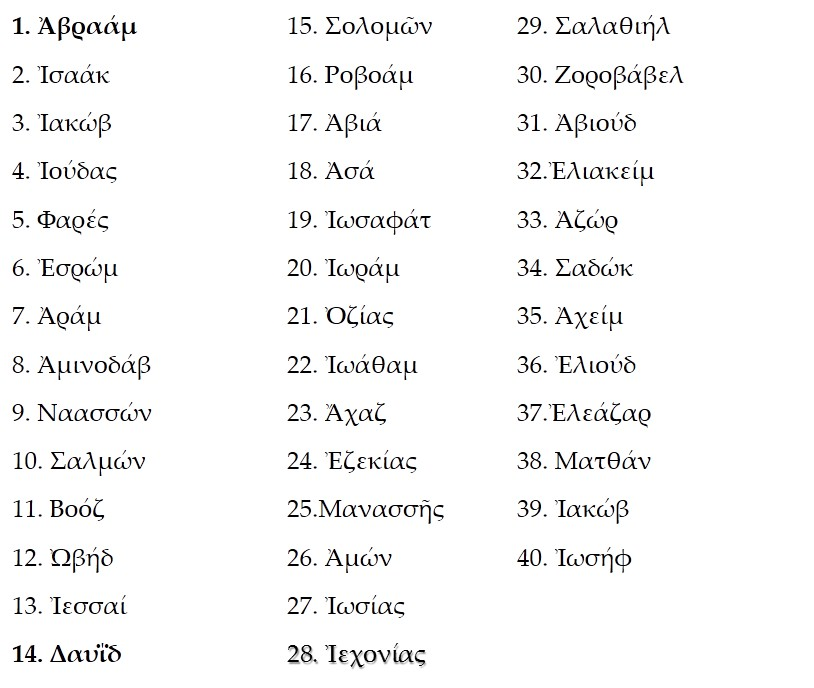 1. Ἀβραάμ
2. Ἰσαάκ
3. Ἰακώβ
4. Ἰούδας
5. Φαρές
6. Ἐσρώμ
7. Ἀράμ
8. Ἀμινοδάβ
9. Ναασσών
10. Σαλμών
11. Βοόζ
12. Ὠβήδ
13. Ἰεσσαί
14. Δαυῒδ
15. Σολομῶν
16. Ροβοάμ
17. Ἀβιά
18. Ἀσά
19. Ἰωσαφάτ
20. Ἰωράμ
21. Ὀζίας
22. Ἰωάθαμ
23. Ἄχαζ
24. Ἐζεκίας
25.Μανασσῆς
26. Ἀμών
27. Ἰωσίας
28. Ἰεχονίας
29. Σαλαθιήλ
30. Ζοροβάβελ
31. Ἀβιούδ
32.Ἐλιακείμ
33. Ἀζώρ
34. Σαδώκ
35. Ἀχείμ
36. Ἐλιούδ
37.Ἐλεάζαρ
38. Ματθάν
39. Ἰακώβ
40. Ἰωσήφ